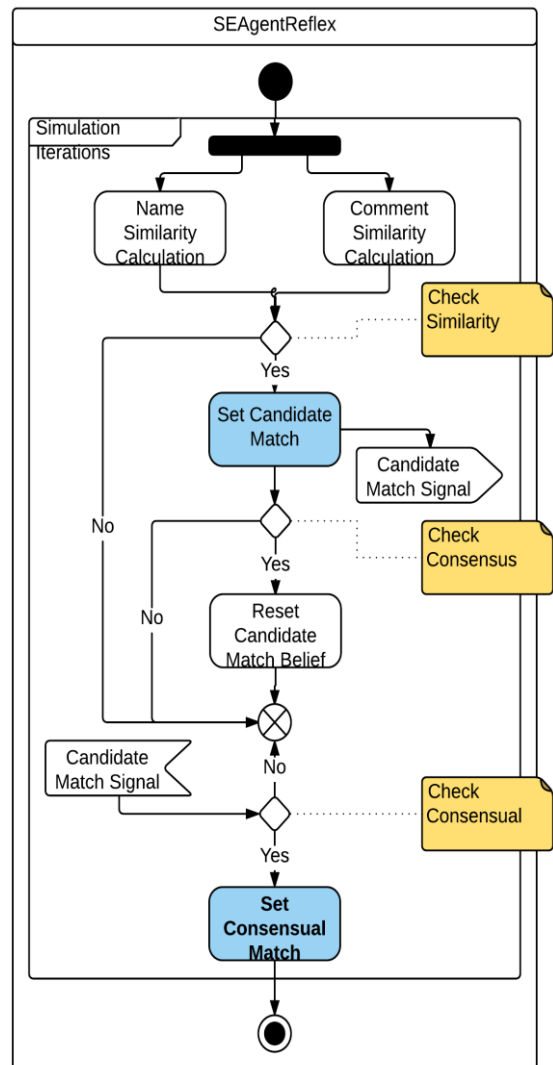 SEAgentReflex
Simulation
Iterations
Name
Similarity
Calculation
Comment
Similarity
Calculation
Check
Similarity
Yes
Set Candidate
Match
Candidate
Match Signal
No
Check
Consensus
Yes
No
Reset
Candidate
Match Belief
Candidate
Match Signal
No
Check
Consensual
Yes
Set
Consensual
Match